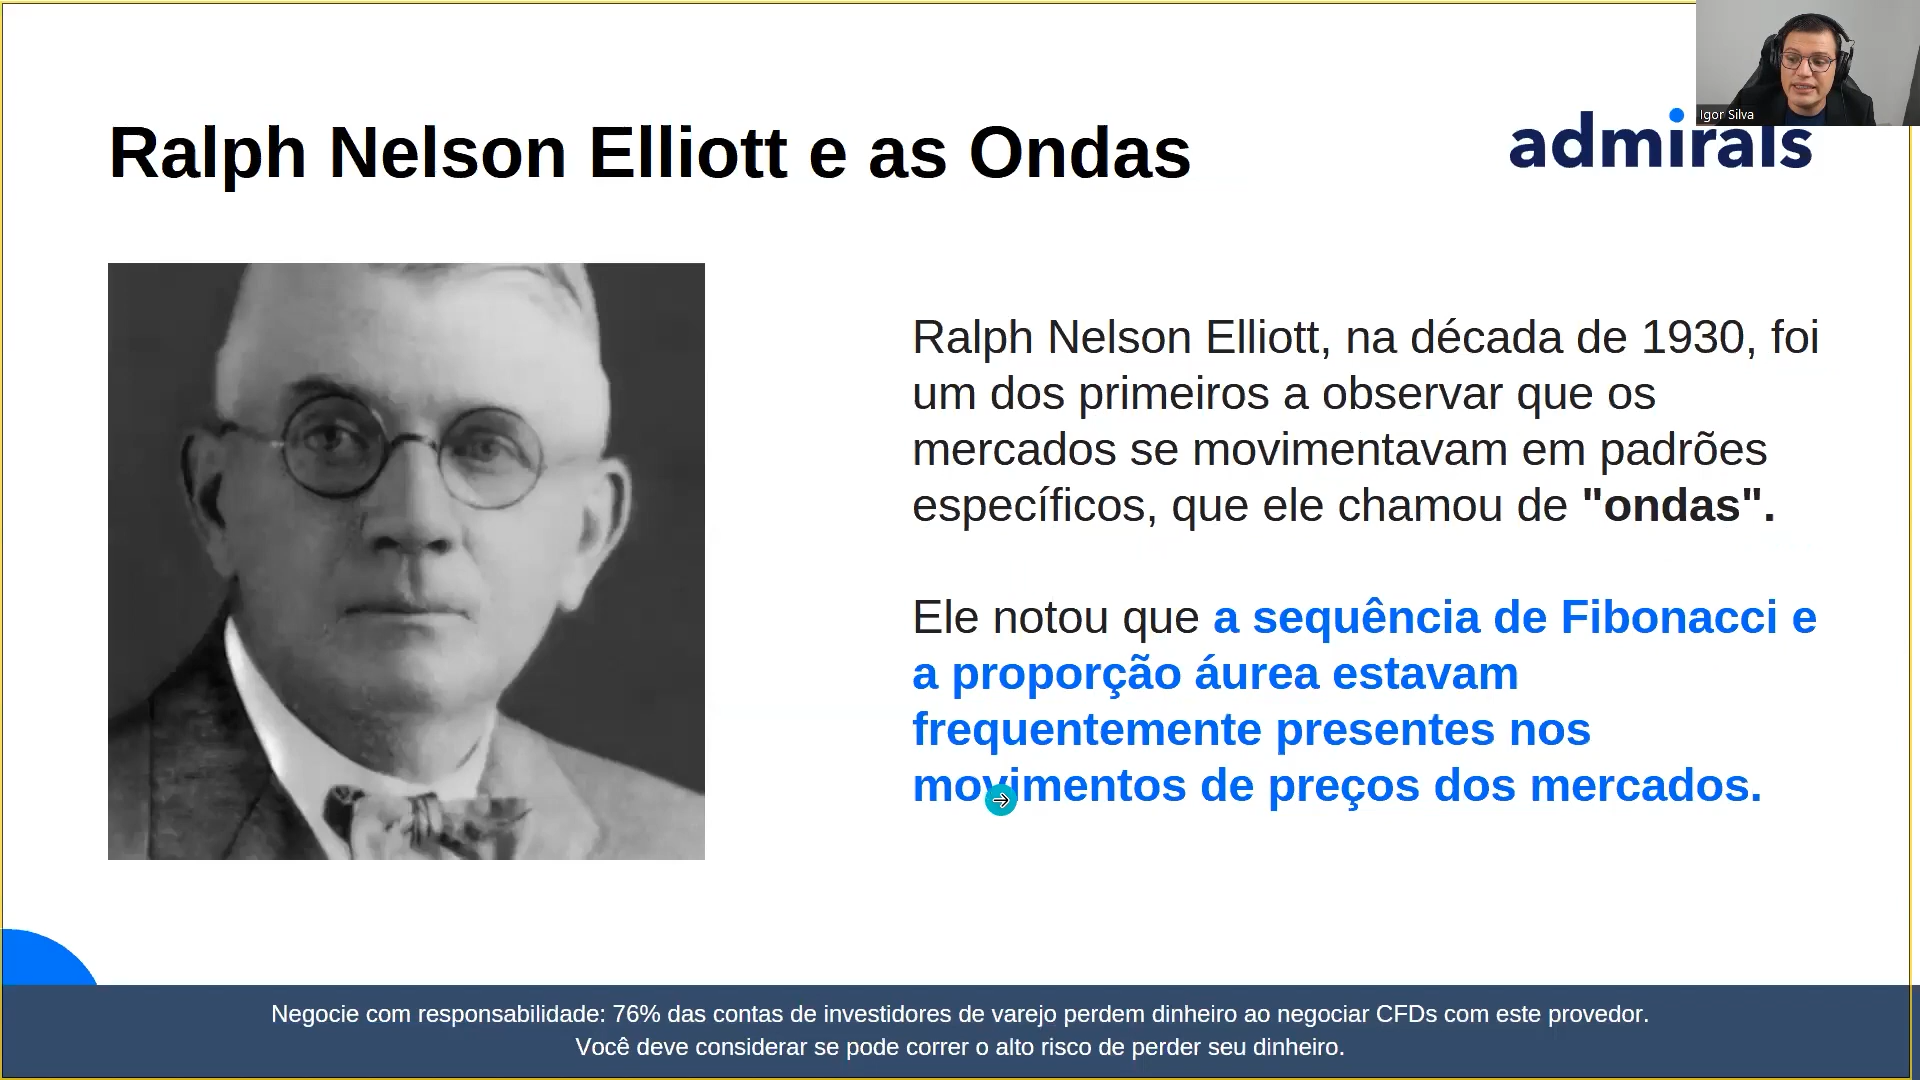 Igor Silva
admirals
Ralph Nelson Elliott e as Ondas
Ralph Nelson Elliott, na década de 1930, foi
um dos primeiros a observar que os
mercados se movimentavam em padrões
específicos, que ele chamou de "ondas".
Ele notou que a sequência de Fibonacci e
a proporção áurea estavam
frequentemente presentes nos
movimentos de preços dos mercados.
Negocie com responsabilidade: 76% das contas de investidores de varejo perdem dinheiro ao negociar CFDs com este provedor.
Você deve considerar se pode correr o alto risco de perder seu dinheiro.